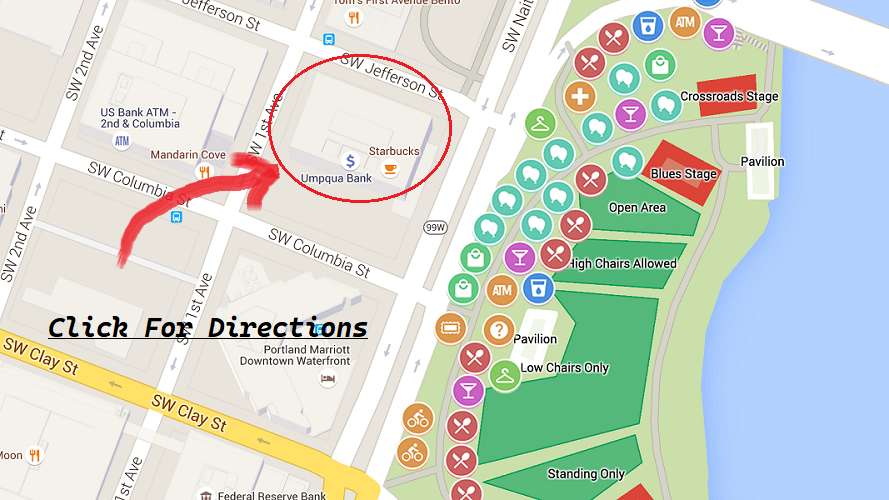 Tom's First Avenue Bento
SW Jefferson St
SW Jefferson St
SW Nai
SW 2nd Ave
ATM
Crossroads Stage
US Bank ATM -
2nd & Columbia
ATM
SW 1st Ave
Mandarin Cove
Starbucks
$
Umpqua Bank
Pavilion
Blues Stage
SW Columbia St
Open Area
SW 2nd Ave
99W
SW Columbia St
High Chairs Allowed
ATM
SW 1st Ave
Click For Directions
?
Pavilion
SW Clay St
Portland Marriott
Downtown Waterfront
Low Chairs Only
SW Clay St
Moon
Standing Only
1st Ave
Federal Reserve Bank